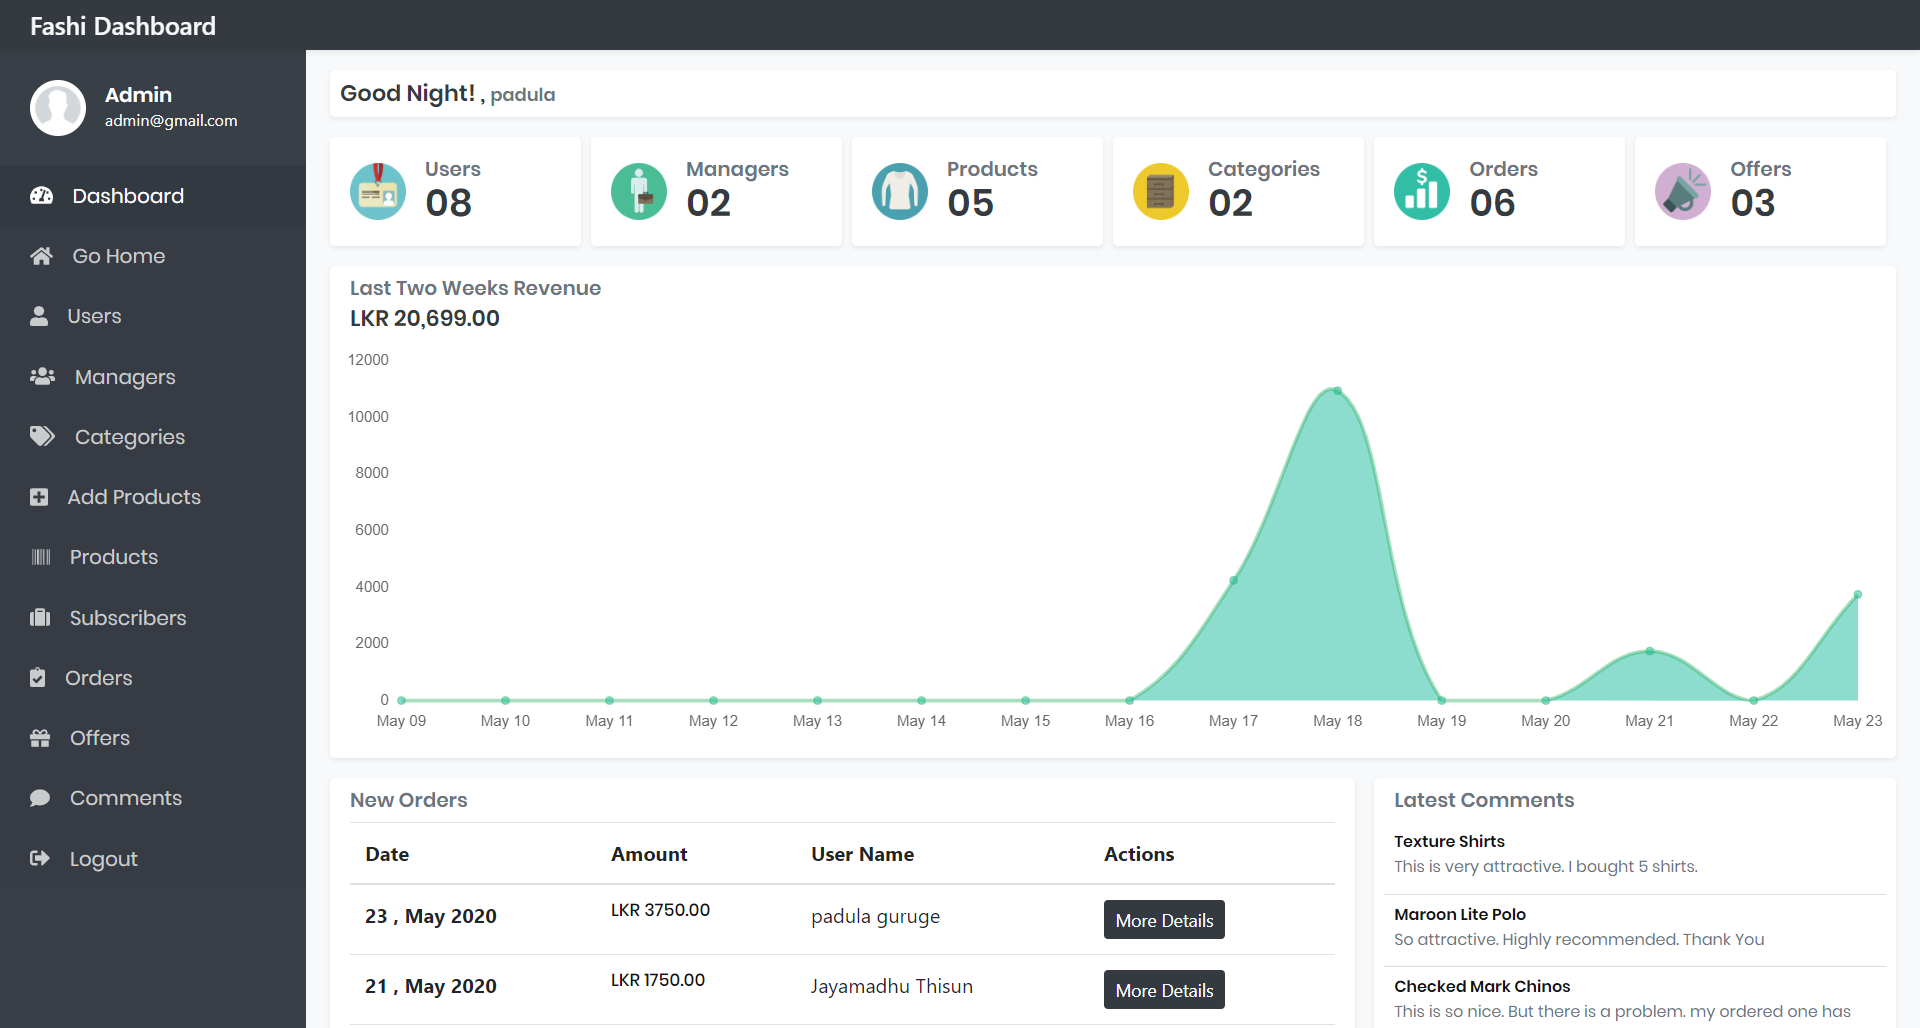 Fashi Dashboard
Admin
admin@gmail.com
Dashboard
Go Home
Users
Managers
Categories
Add Products
Products
Subscribers
Orders
Offers
Comments
Logout
Good Night! , padula
Users
08
Managers
02
Products
05
Categories
02
Orders
06
Offers
03
Last Two Weeks Revenue
LKR 20,699.00
12000
10000
8000
6000
4000
2000
0
May 09 May 10 May 11 May 12 May 13 May 14 May 15 May 16 May 17 May 18 May 19 May 20 May 21 May 22 May 23
New Orders
Date Amount User Name Actions
23 , May 2020 LKR 3750.00 padula guruge More Details
21 , May 2020 LKR 1750.00 Jayamadhu Thisun More Details
Latest Comments
Texture Shirts
This is very attractive. I bought 5 shirts.
Maroon Lite Polo
So attractive. Highly recommended. Thank You
Checked Mark Chinos
This is so nice. But there is a problem. my ordered one has